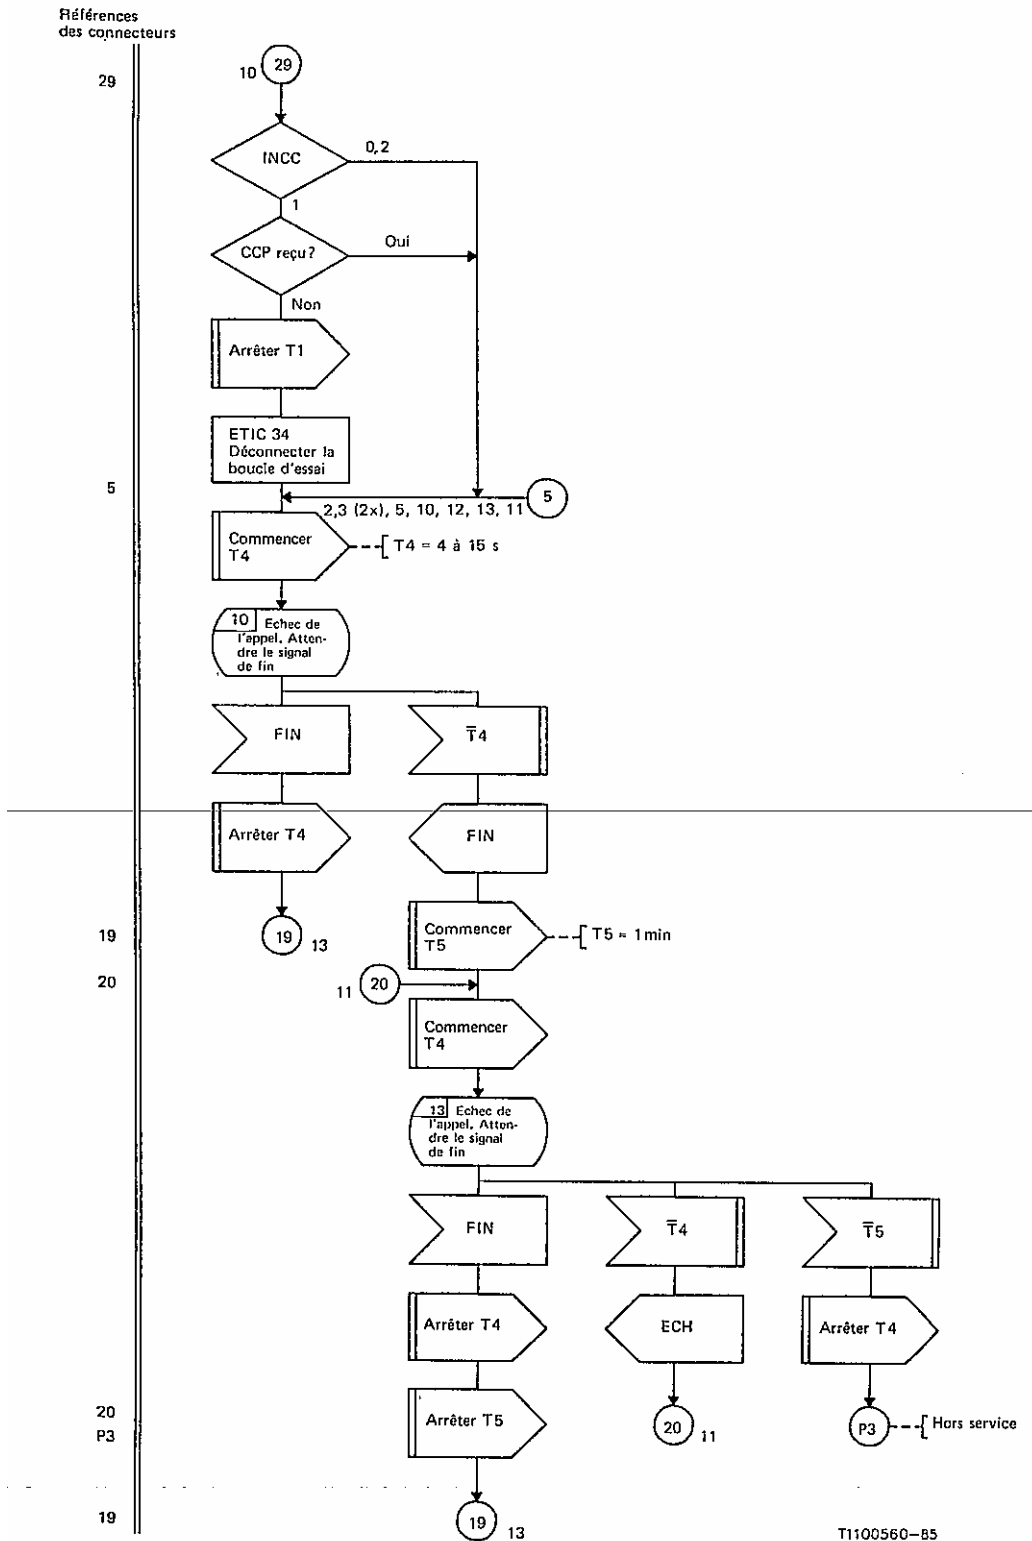 Références
des connecteurs
29
10
29
INCC
0, 2
1
CCP reçu?
Oui
Non
Arrêter T1
ETIC 34
Déconnecter la
boucle d'essai
5
5
2,3 (2x), 5, 10, 12, 13, 11
Commencer
T4
T4 = 4 à 15 s
10 Echec de
l'appel. Atten-
dre le signal
de fin
FIN
T̅4
Arrêter T4
FIN
19
19
13
Commencer
T5
T5 = 1 min
20
11
20
Commencer
T4
13 Echec de
l'appel. Atten-
dre le signal
de fin
FIN
T̅4
T̅5
Arrêter T4
ECH
Arrêter T4
20
P3
Arrêter T5
20
11
P3
Hors service
19
19
13
T1100560-85